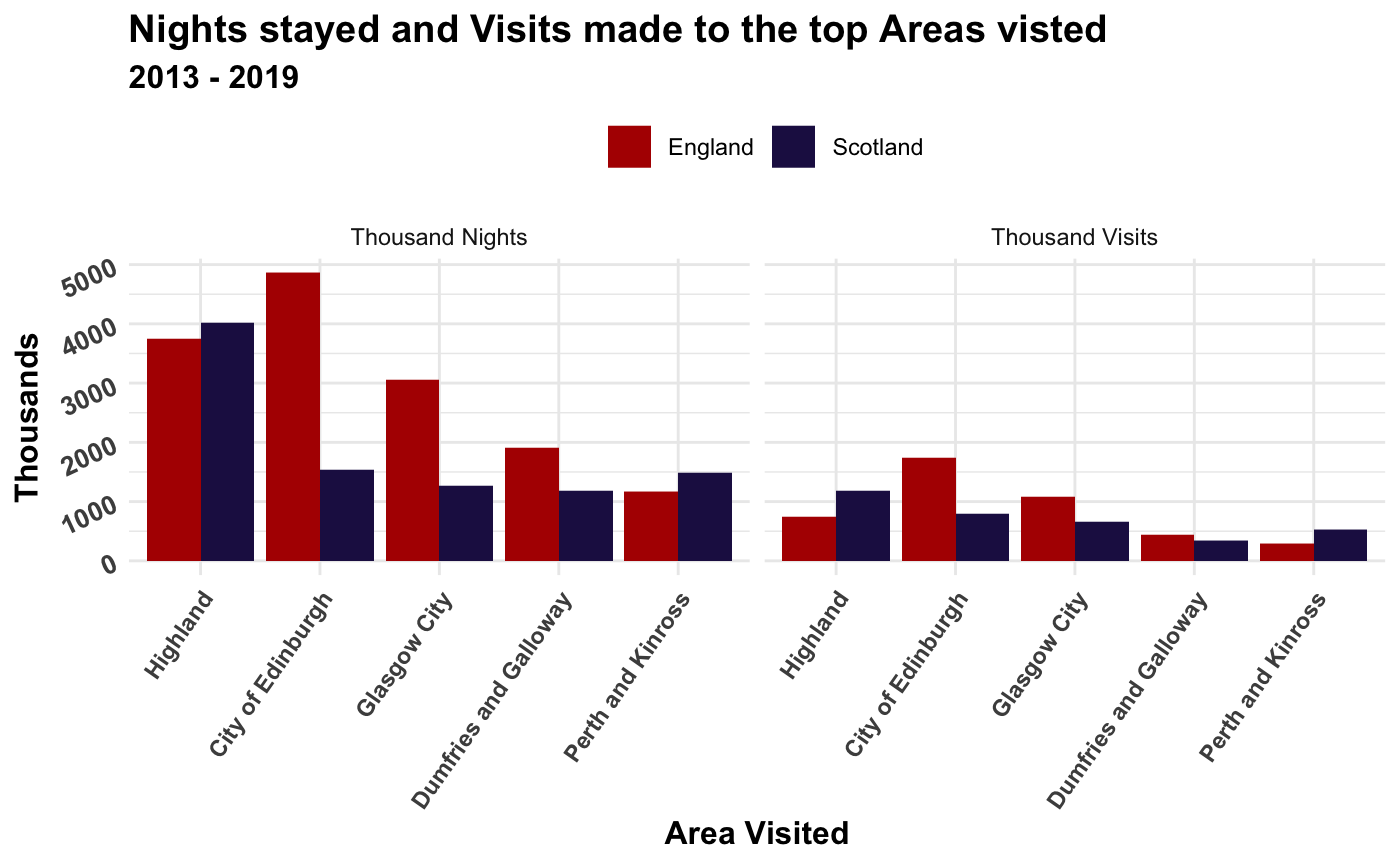 Nights stayed and Visits made to the top Areas visted
2013 - 2019
England
Scotland
Thousand Nights
Thousand Visits
Thousands
5000
4000
3000
2000
1000
0
Highland
City of Edinburgh
Glasgow City
Dumfries and Galloway
Perth and Kinross
Highland
City of Edinburgh
Glasgow City
Dumfries and Galloway
Perth and Kinross
Area Visited